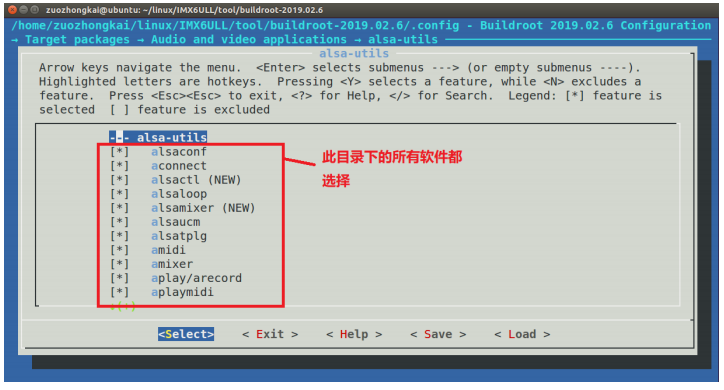 zuozhongkai@ubuntu: ~/linux/IMX6ULL/tool/buildroot-2019.02.6
/home/zuozhongkai/linux/IMX6ULL/tool/buildroot-2019.02.6/.config - Buildroot 2019.02.6 Configuration
→ Target packages → Audio and video applications → alsa-utils
alsa-utils
Arrow keys navigate the menu. <Enter> selects submenus ---> (or empty submenus ----).
Highlighted letters are hotkeys. Pressing <Y> selects a feature, while <N> excludes a
feature. Press <Esc><Esc> to exit, <?> for Help, </> for Search. Legend: [*] feature is
selected [ ] feature is excluded
--- alsa-utils
[*] alsaconf
[*] aconnect
[*] alsactl (NEW)
[*] alsaloop
[*] alsamixer (NEW)
[*] alsaucm
[*] alsatplg
[*] amidi
[*] amixer
[*] aplay/arecord
[*] aplaymidi
↓(+)
此目录下的所有软件都
选择
<Select> < Exit > < Help > < Save > < Load >